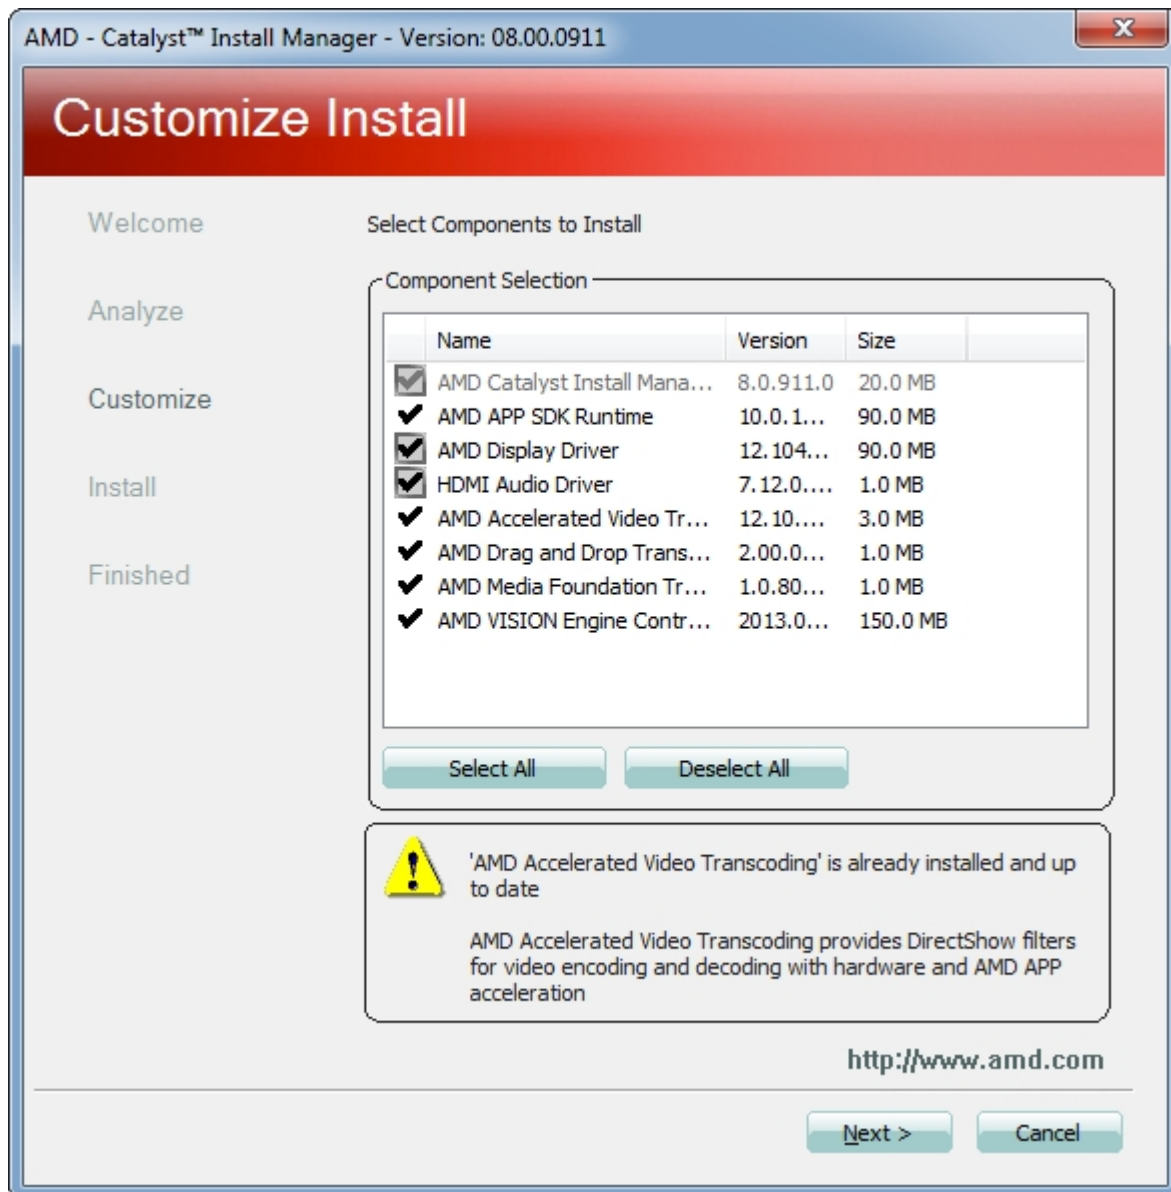 AMD - Catalyst™ Install Manager - Version: 08.00.0911
Customize Install
Welcome
Analyze
Customize
Install
Finished
Select Components to Install
Component Selection
Name Version Size
AMD Catalyst Install Mana... 8.0.911.0 20.0 MB
AMD APP SDK Runtime 10.0.1... 90.0 MB
AMD Display Driver 12.104... 90.0 MB
HDMI Audio Driver 7.12.0.... 1.0 MB
AMD Accelerated Video Tr... 12.10.... 3.0 MB
AMD Drag and Drop Trans... 2.00.0... 1.0 MB
AMD Media Foundation Tr... 1.0.80... 1.0 MB
AMD VISION Engine Contr... 2013.0... 150.0 MB
Select All Deselect All
'AMD Accelerated Video Transcoding' is already installed and up
to date
AMD Accelerated Video Transcoding provides DirectShow filters
for video encoding and decoding with hardware and AMD APP
acceleration
http://www.amd.com
Next > Cancel